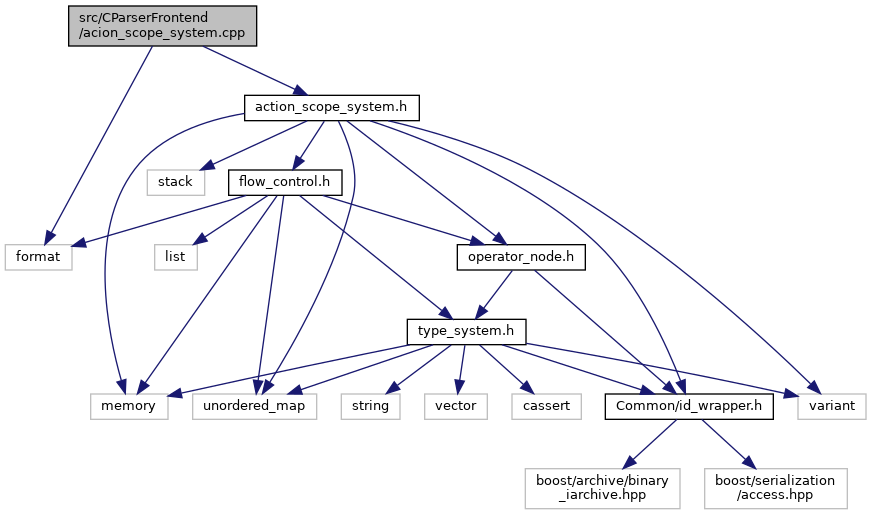 src/CParserFrontend
/acion_scope_system.cpp
action_scope_system.h
stack
flow_control.h
format
list
operator_node.h
type_system.h
memory
unordered_map
string
vector
cassert
Common/id_wrapper.h
variant
boost/archive/binary
_iarchive.hpp
boost/serialization
/access.hpp